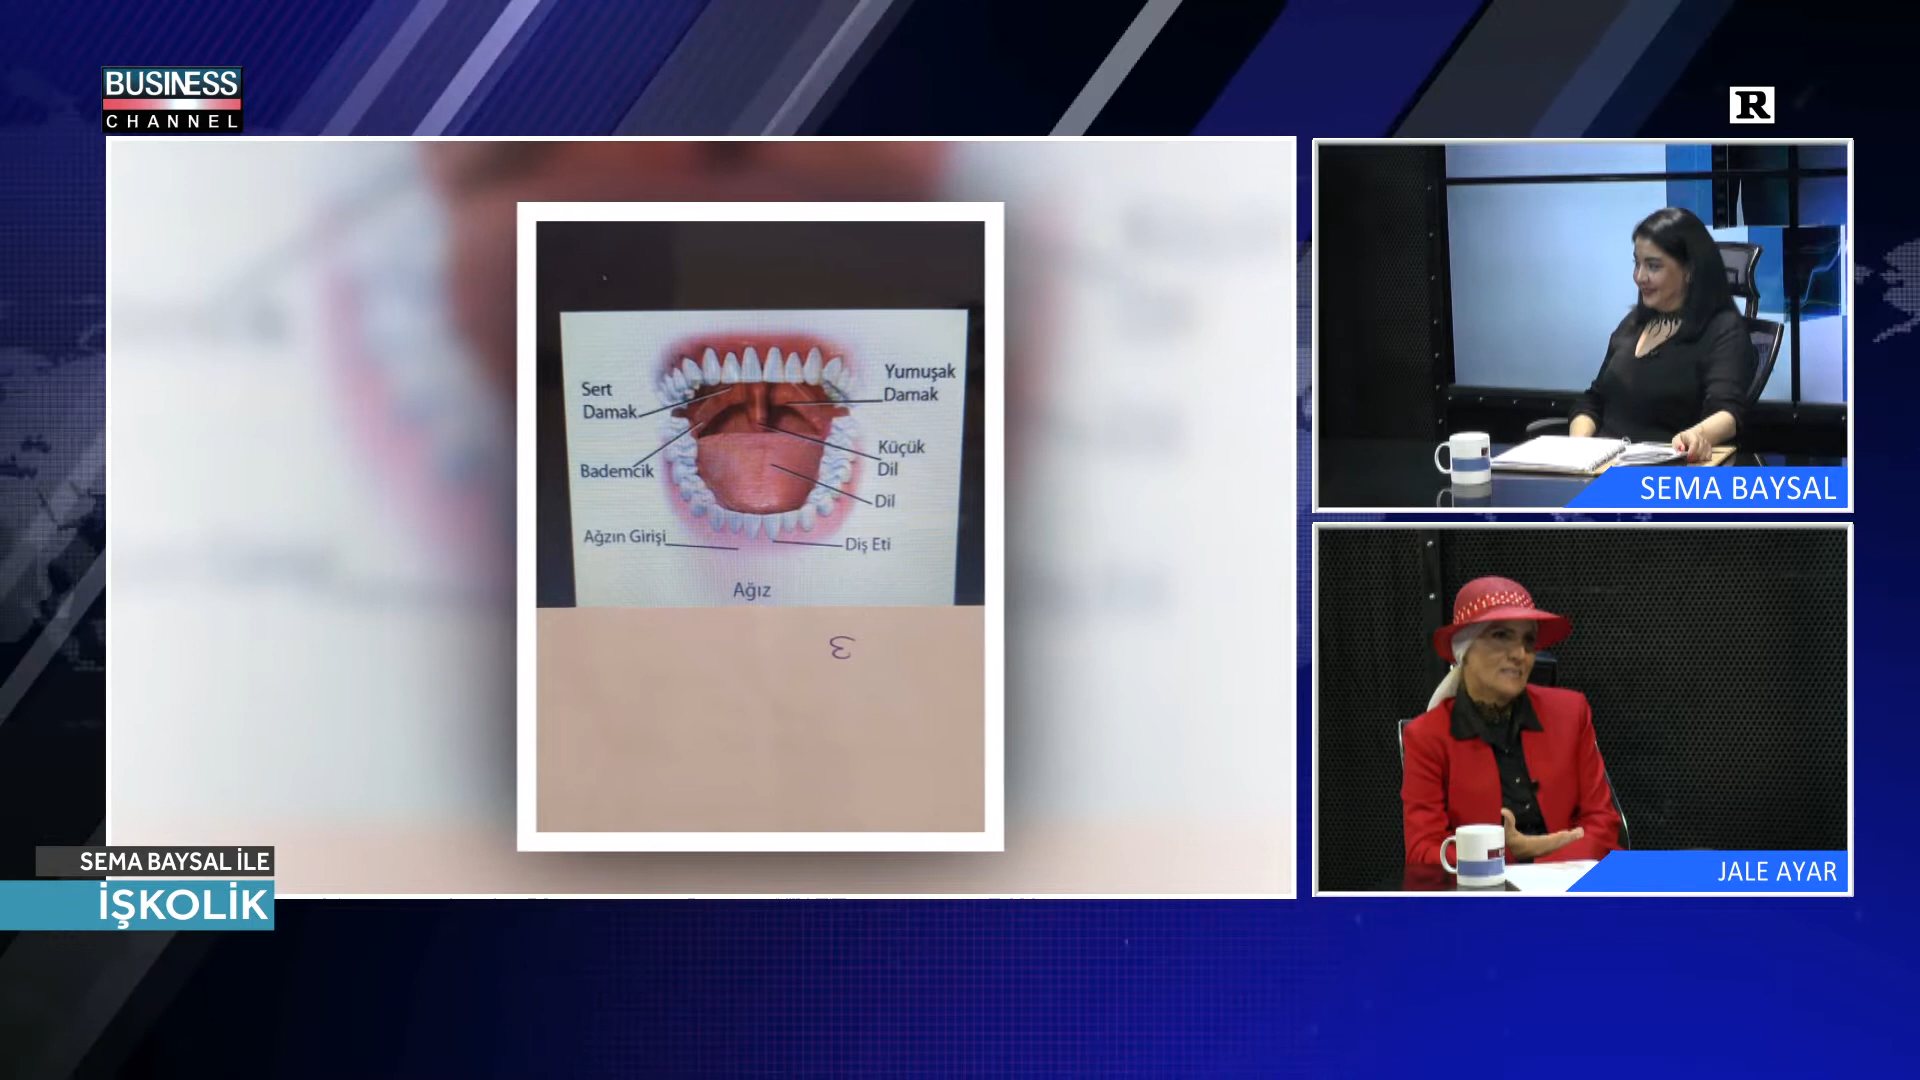 BUSINESS
CHANNEL
R
Sert
Damak
Yumuşak
Damak
Bademcik
Küçük
Dil
Dil
Ağzın Girişi
Diş Eti
Ağız
3
SEMA BAYSAL
JALE AYAR
SEMA BAYSAL İLE
İŞKOLİK